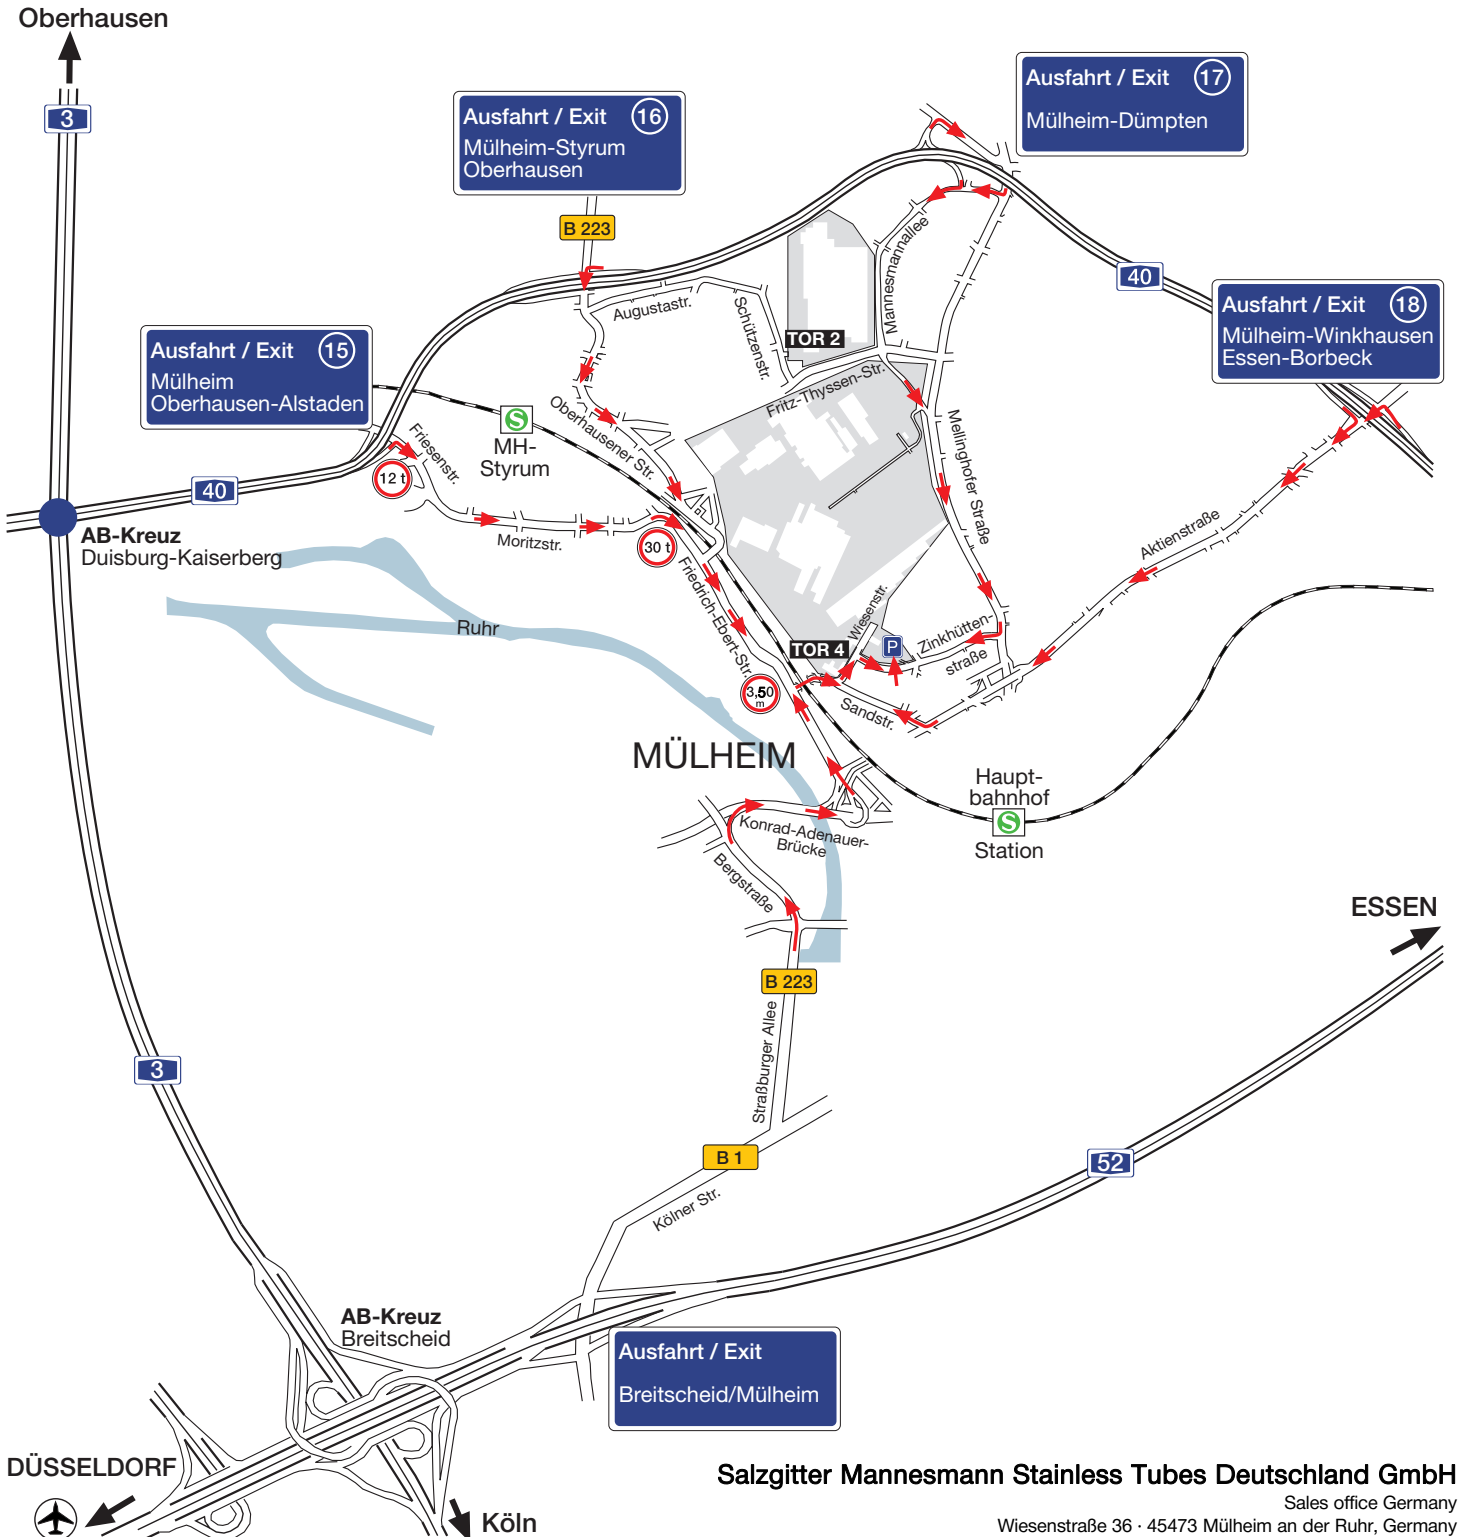 Oberhausen
3
Ausfahrt / Exit 17
Mülheim-Dümpten
Ausfahrt / Exit 16
Mülheim-Styrum
Oberhausen
B 223
40
Ausfahrt / Exit 18
Mülheim-Winkhausen
Essen-Borbeck
Ausfahrt / Exit 15
Mülheim
Oberhausen-Alstaden
Augustastr.
Schützenstr.
Mannesmannallee
TOR 2
Fritz-Thyssen-Str.
Oberhausener Str.
Friesenstr.
S
MH-
Styrum
12 t
40
Mellinghofer Straße
AB-Kreuz
Duisburg-Kaiserberg
Moritzstr.
30 t
Aktienstraße
Friedrich-Ebert-Str.
Ruhr
Wiesenstr.
TOR 4
P
Zinkhütten-
straße
3,50
m
Sandstr.
MÜLHEIM
Haupt-
bahnhof
S
Station
Konrad-Adenauer-
Brücke
Bergstraße
ESSEN
B 223
Straßburger Allee
3
B 1
52
Kölner Str.
AB-Kreuz
Breitscheid
Ausfahrt / Exit
Breitscheid/Mülheim
DÜSSELDORF
Köln
Salzgitter Mannesmann Stainless Tubes Deutschland GmbH
Sales office Germany
Wiesenstraße 36 · 45473 Mülheim an der Ruhr, Germany